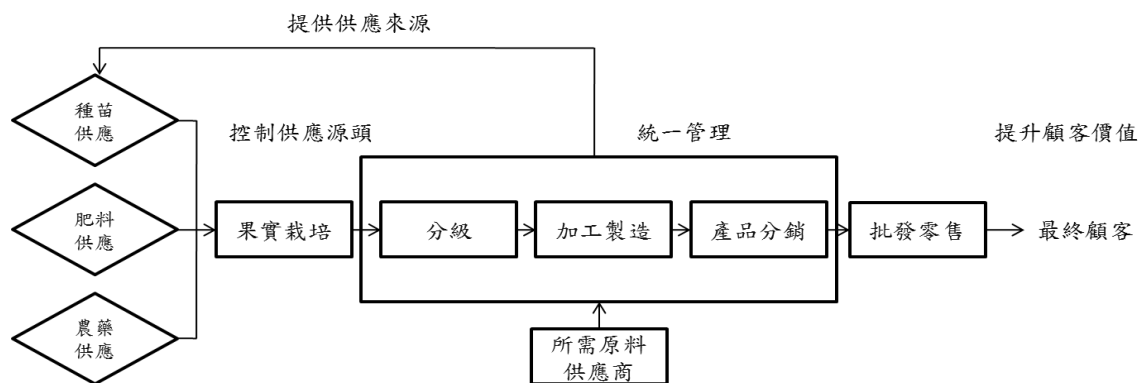 提供供應來源
種苗
供應
控制供應源頭
統一管理
提升顧客價值
肥料
供應
果實栽培
分級
加工製造
產品分銷
批發零售
最終顧客
農藥
供應
所需原料
供應商